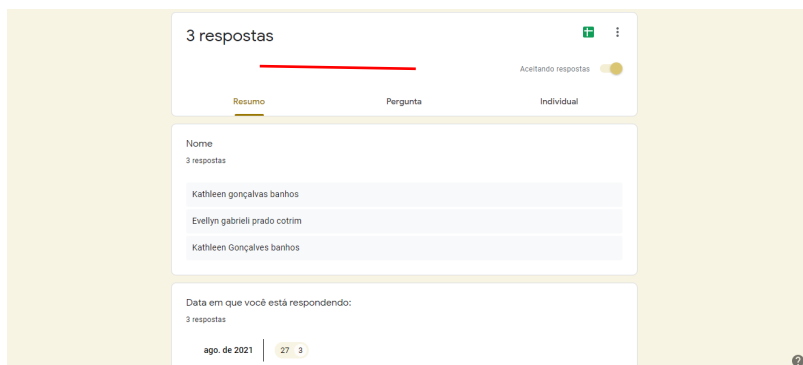 3 respostas
Aceitando respostas
Resumo Pergunta Individual
Nome
3 respostas
Kathleen gonçalvas banhos
Evellyn gabrieli prado cotrim
Kathleen Gonçalves banhos
Data em que você está respondendo:
3 respostas
ago. de 2021 27 3